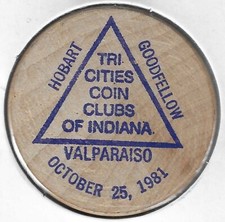 HOBART
GOODFELLOW
TRI
CITIES
COIN
CLUBS
OF INDIANA
VALPARAISO
OCTOBER 25, 1981